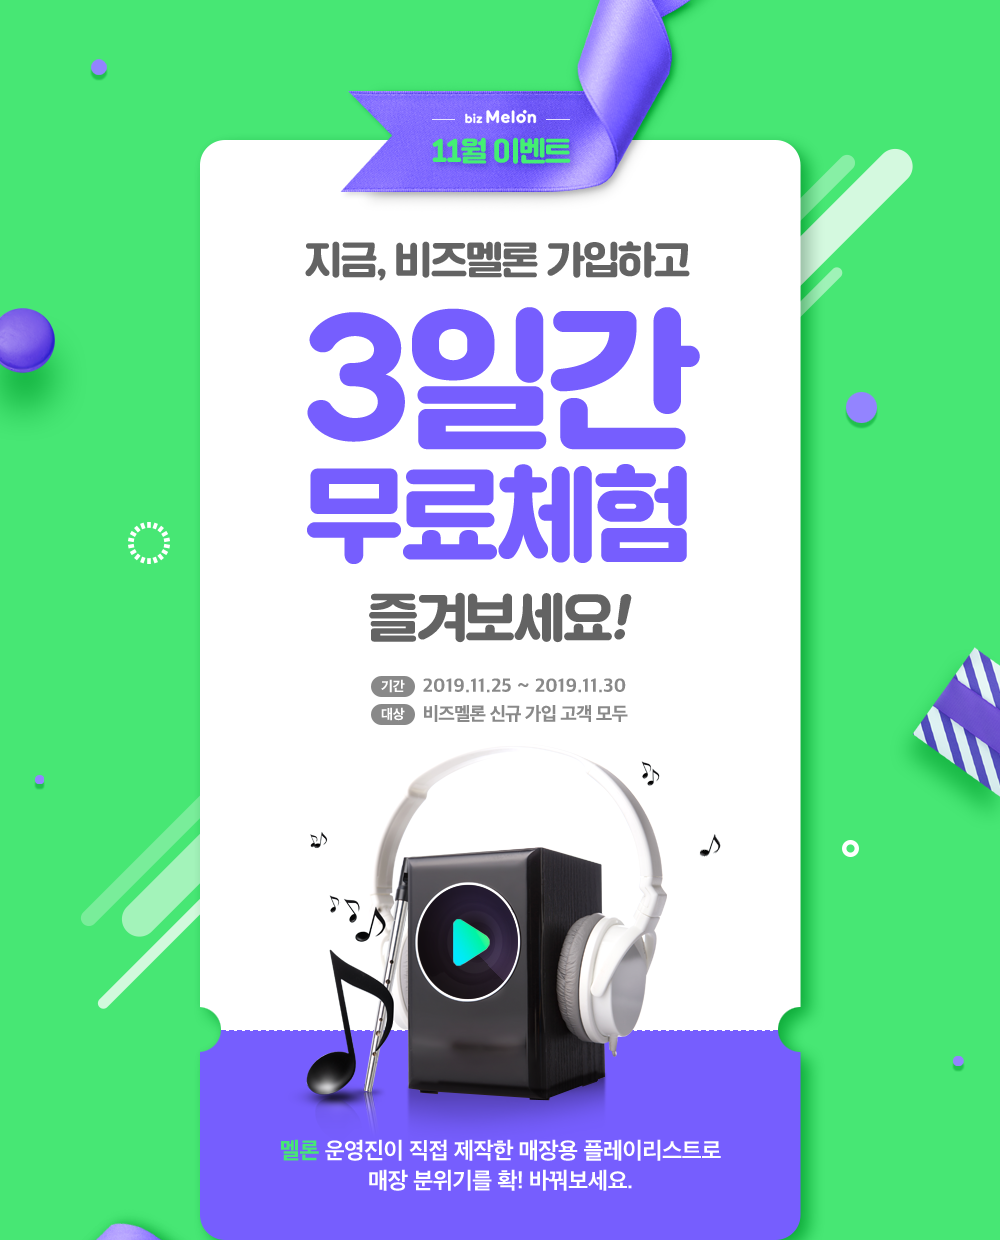 biz Melon
11월 이벤트
지금, 비즈멜론 가입하고
3일간
무료체험
즐겨보세요!
기간 2019.11.25 ~ 2019.11.30
대상 비즈멜론 신규 가입 고객 모두
멜론 운영진이 직접 제작한 매장용 플레이리스트로
매장 분위기를 확! 바꿔보세요.